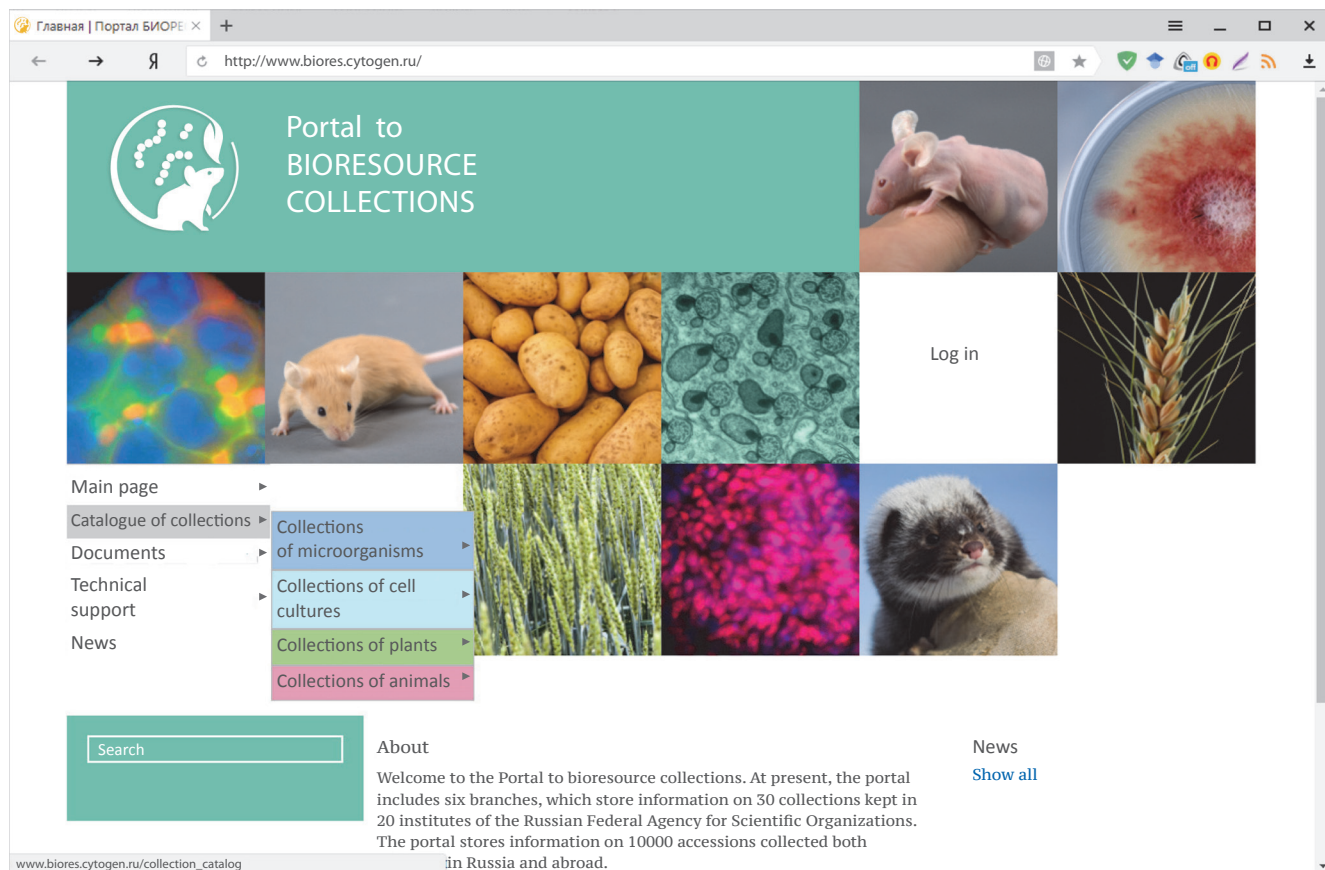 Главная | Портал БИОРЕ
Я
http://www.biores.cytogen.ru/
off
Portal to
BIORESOURCE
COLLECTIONS
Log in
Main page
Catalogue of collections
Documents
Technical
support
News
Collections
of microorganisms
Collections of cell
cultures
Collections of plants
Collections of animals
Search
About
Welcome to the Portal to bioresource collections. At present, the portal
includes six branches, which store information on 30 collections kept in
20 institutes of the Russian Federal Agency for Scientific Organizations.
The portal stores information on 10000 accessions collected both
in Russia and abroad.
News
Show all
www.biores.cytogen.ru/collection_catalog